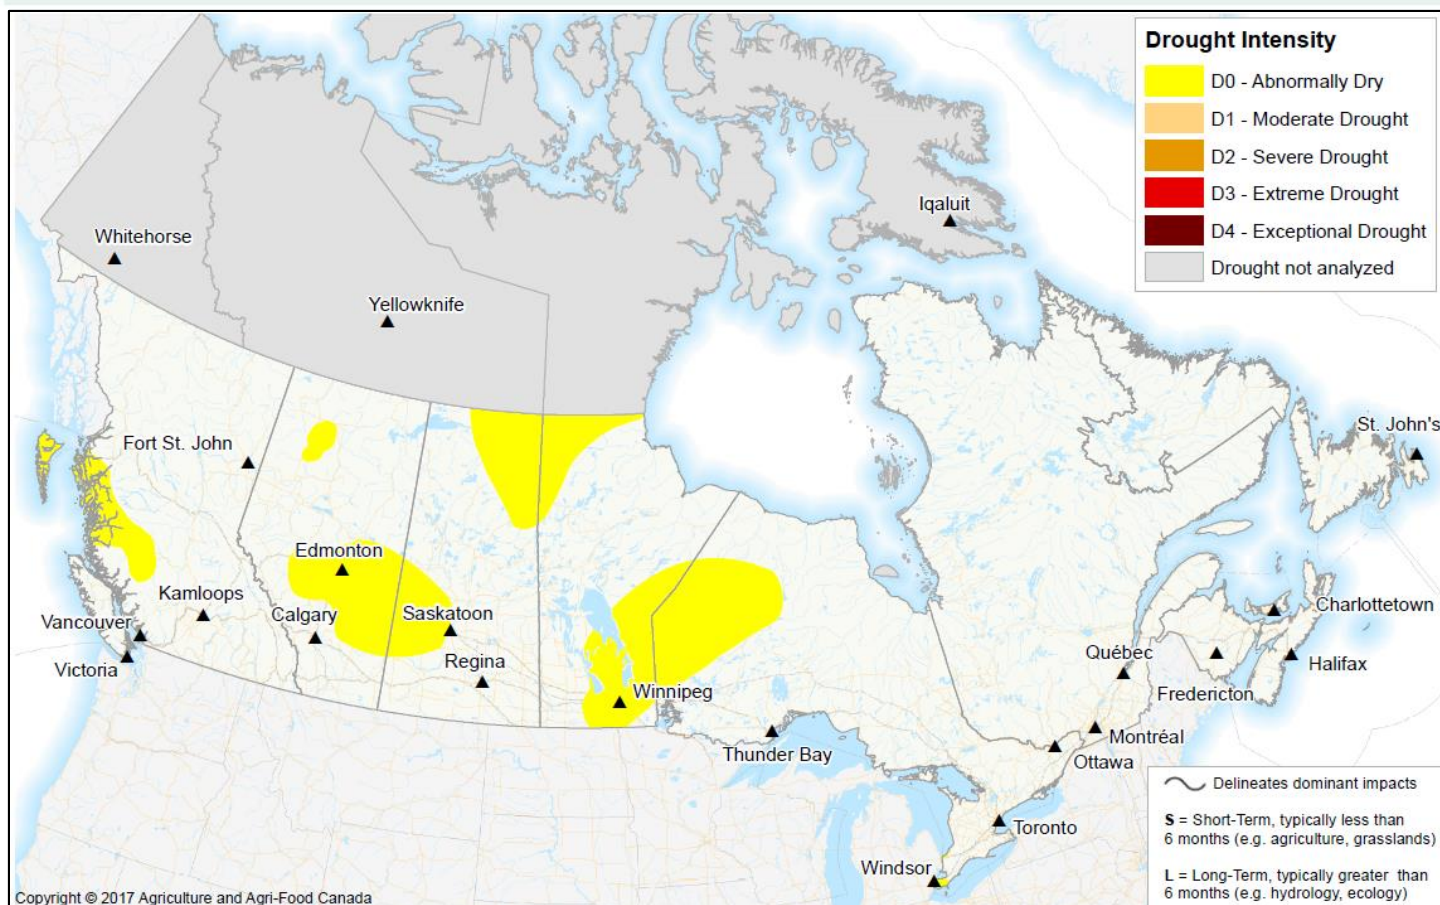 Drought Intensity
D0 - Abnormally Dry
D1 - Moderate Drought
D2 - Severe Drought
D3 - Extreme Drought
D4 - Exceptional Drought
Drought not analyzed
Iqaluit
Whitehorse
Yellowknife
Fort St. John
St. John's
Edmonton
Kamloops
Calgary
Saskatoon
Vancouver
Victoria
Regina
Winnipeg
Charlottetown
Québec
Halifax
Fredericton
Montréal
Thunder Bay
Ottawa
Toronto
Windsor
Delineates dominant impacts
S = Short-Term, typically less than
6 months (e.g. agriculture, grasslands)
L = Long-Term, typically greater than
6 months (e.g. hydrology, ecology)
Copyright © 2017 Agriculture and Agri-Food Canada